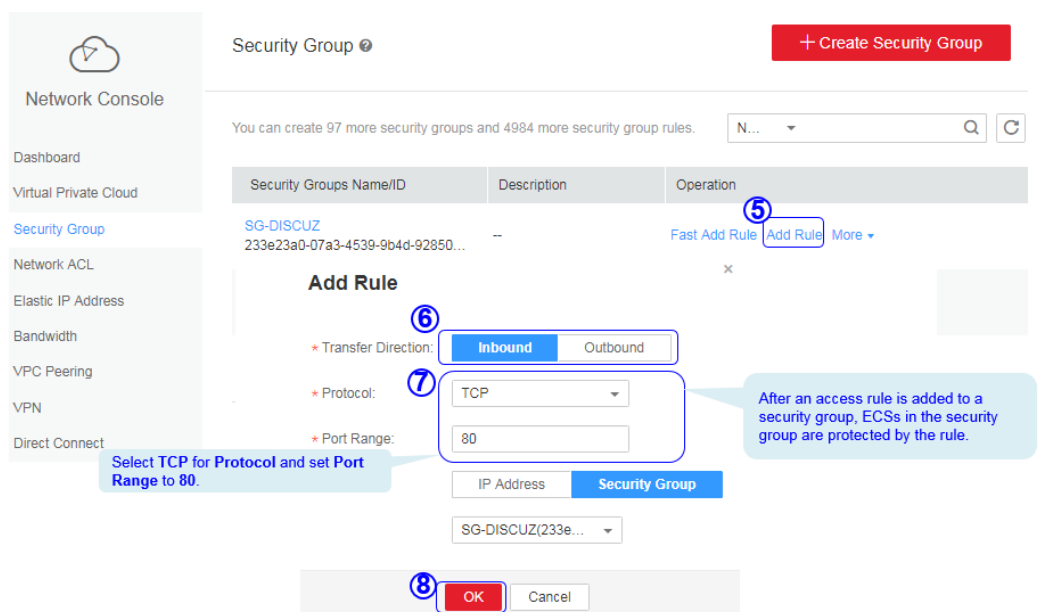 Network Console
Dashboard
Virtual Private Cloud
Security Group
Network ACL
Elastic IP Address
Bandwidth
VPC Peering
VPN
Direct Connect
Security Group ?
+ Create Security Group
You can create 97 more security groups and 4984 more security group rules.
N...
Security Groups Name/ID Description Operation
5
SG-DISCUZ
233e23a0-07a3-4539-9b4d-92850...
--
Fast Add Rule Add Rule More
Add Rule
×
6
* Transfer Direction: Inbound Outbound
7
* Protocol: TCP
* Port Range: 80
After an access rule is added to a
security group, ECSs in the security
group are protected by the rule.
Select TCP for Protocol and set Port
Range to 80.
IP Address Security Group
SG-DISCUZ(233e...
8
OK Cancel